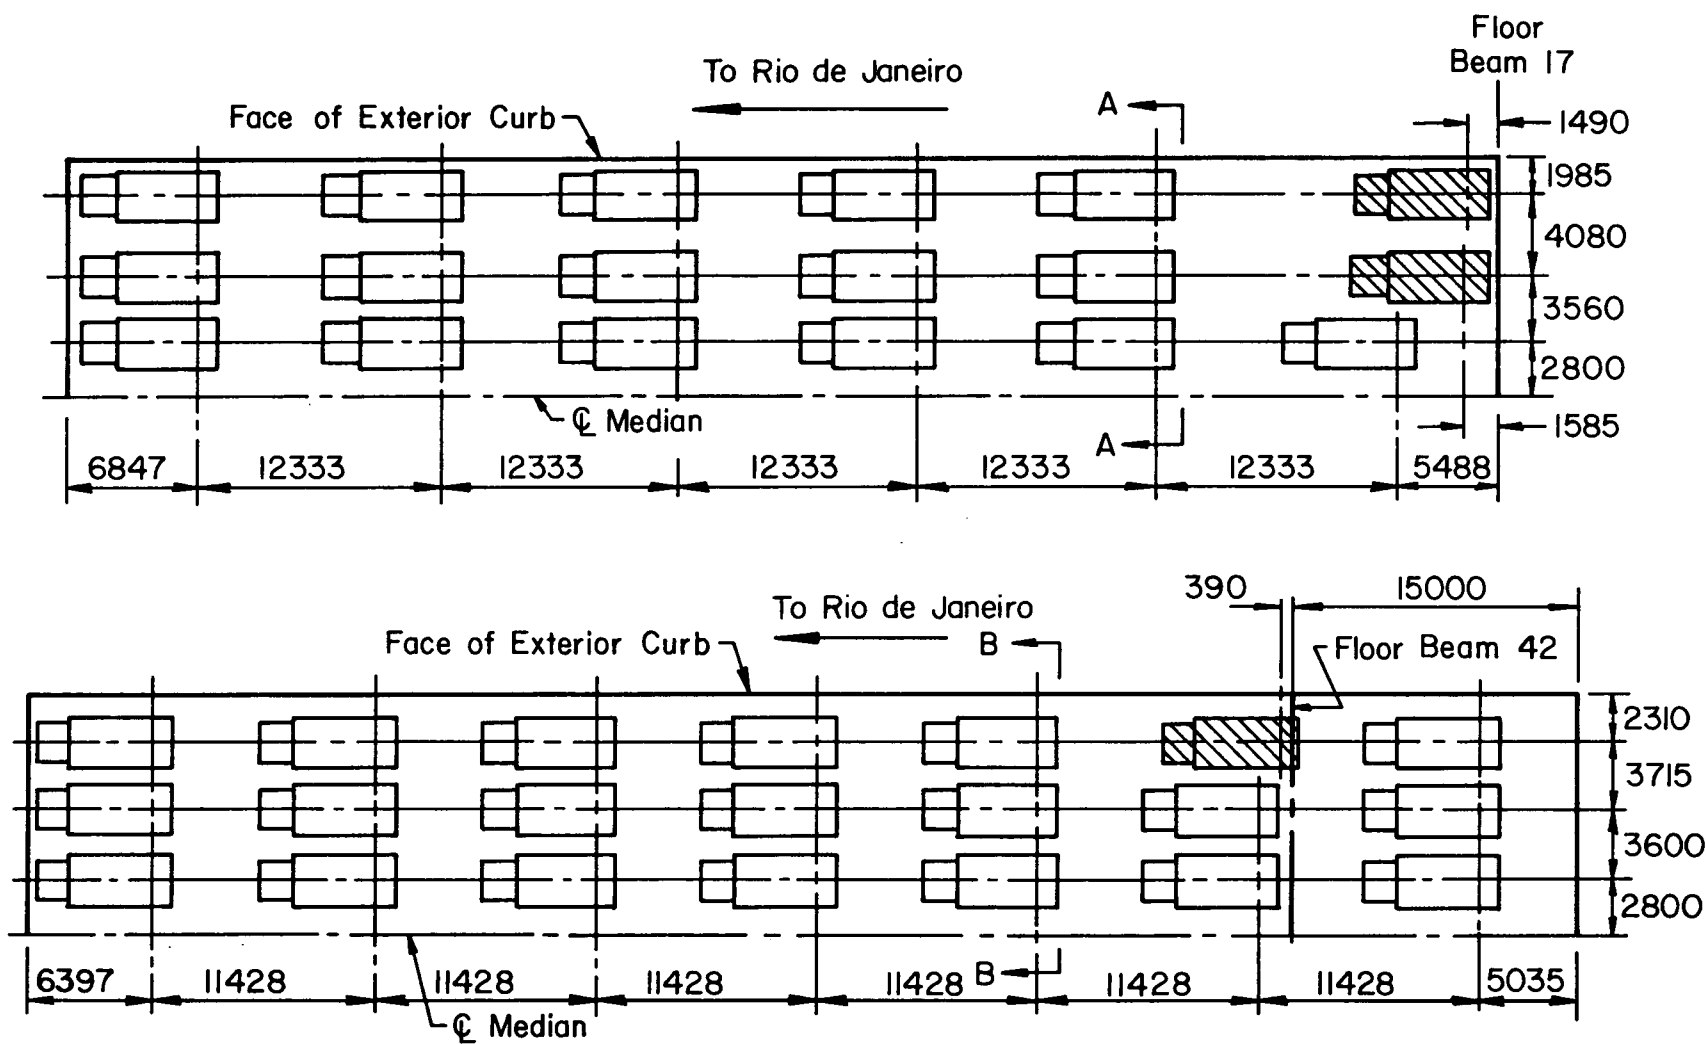 Floor
Beam 17
To Rio de Janeiro
A
Face of Exterior Curb
1490
1985
4080
3560
2800
℄ Median
A
1585
6847
12333
12333
12333
12333
12333
5488
390
15000
To Rio de Janeiro
Face of Exterior Curb
B
Floor Beam 42
2310
3715
3600
2800
6397
11428
11428
11428
11428
B
11428
11428
5035
℄ Median